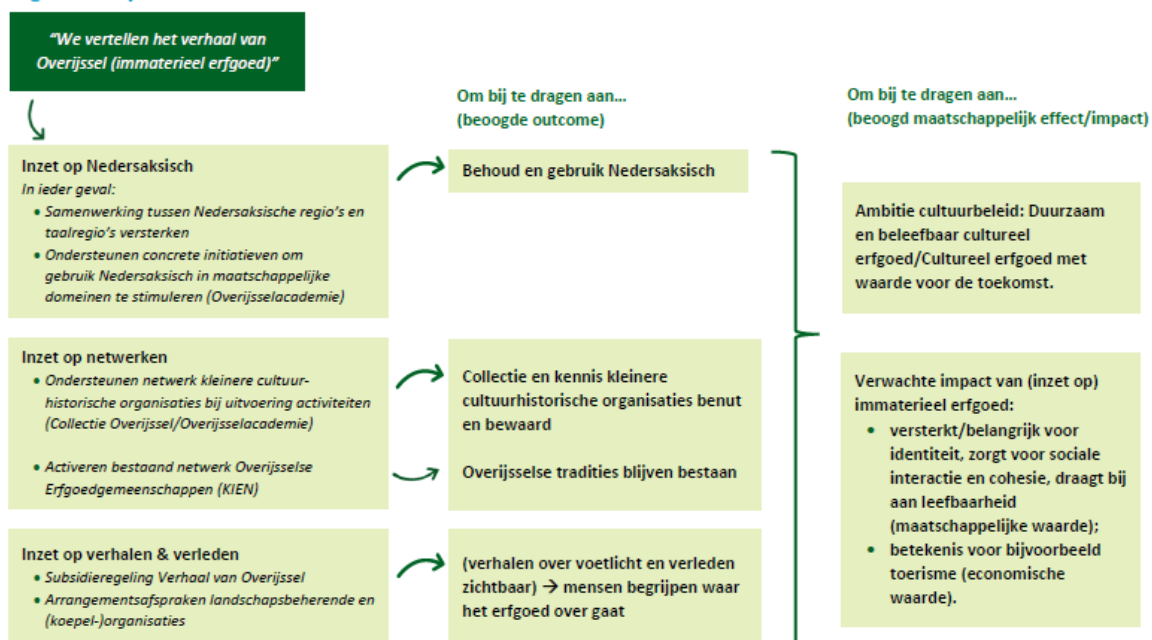 "We vertellen het verhaal van
Overijssel (immaterieel erfgoed)"
Inzet op Nedersaksisch
In ieder geval:
• Samenwerking tussen Nedersaksische regio's en
taalregio's versterken
• Ondersteunen concrete initiatieven om
gebruik Nedersaksisch in maatschappelijke
domeinen te stimuleren (Overijsselacademie)
Inzet op netwerken
• Ondersteunen netwerk kleinere cultuur-
historische organisaties bij uitvoering activiteiten
(Collectie Overijssel/Overijsselacademie)
• Activeren bestaand netwerk Overijsselse
Erfgoedgemeenschappen (KIEN)
Inzet op verhalen & verleden
• Subsidieregeling Verhaal van Overijssel
• Arrangementsafspraken landschapsbeherende en
(koepel-)organisaties
Om bij te dragen aan...
(beoogde outcome)
Behoud en gebruik Nedersaksisch
Collectie en kennis kleinere
cultuurhistorische organisaties benut
en bewaard
Overijsselse tradities blijven bestaan
(verhalen over voetlicht en verleden
zichtbaar) → mensen begrijpen waar
het erfgoed over gaat
Om bij te dragen aan...
(beoogd maatschappelijk effect/impact)
Ambitie cultuurbeleid: Duurzaam
en beleefbaar cultureel
erfgoed/Cultureel erfgoed met
waarde voor de toekomst.
Verwachte impact van (inzet op)
immaterieel erfgoed:
• versterkt/belangrijk voor
identiteit, zorgt voor sociale
interactie en cohesie, draagt bij
aan leefbaarheid
(maatschappelijke waarde);
• betekenis voor bijvoorbeeld
toerisme (economische
waarde).